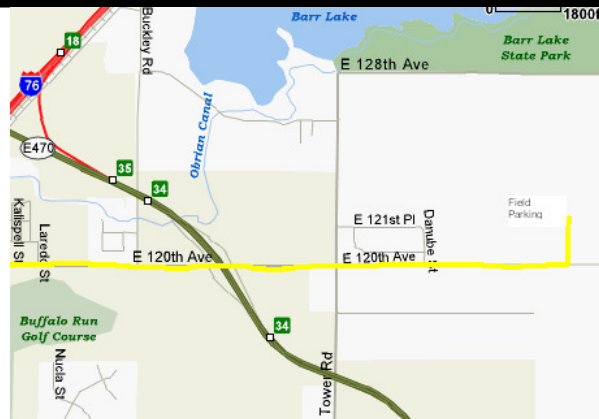 0
1800f
Barr Lake
Buckley Rd
18
Barr Lake
State Park
E 128th Ave
76
Obrian Canal
E470
35
34
Field
Parking
Kalispell St
Laredo St
E 121st Pl
Danube St
E 120th Ave
E 120th Ave
Buffalo Run
Golf Course
34
Nucla St
Tower Rd